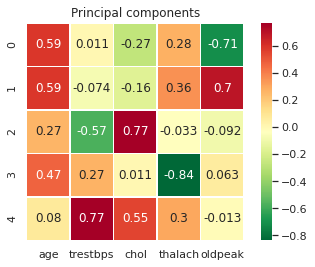 Principal components
0 0.59 0.011 -0.27 0.28 -0.71
1 0.59 -0.074 -0.16 0.36 0.7
2 0.27 -0.57 0.77 -0.033 -0.092
3 0.47 0.27 0.011 -0.84 0.063
4 0.08 0.77 0.55 0.3 -0.013
age trestbps chol thalach oldpeak
0.6
0.4
0.2
0.0
−0.2
−0.4
−0.6
−0.8